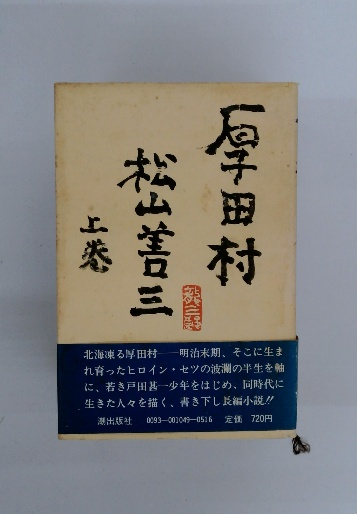 厚田村
松山善三
上巻
北海凍る厚田村――明治末期、そこに生ま
れ育ったヒロイン・セツの波瀾の半生を軸
に、若き戸田甚一少年をはじめ、同時代に
生きた人々を描く、書き下し長編小説!!
潮出版社 0093-001049-0516 定価 720円